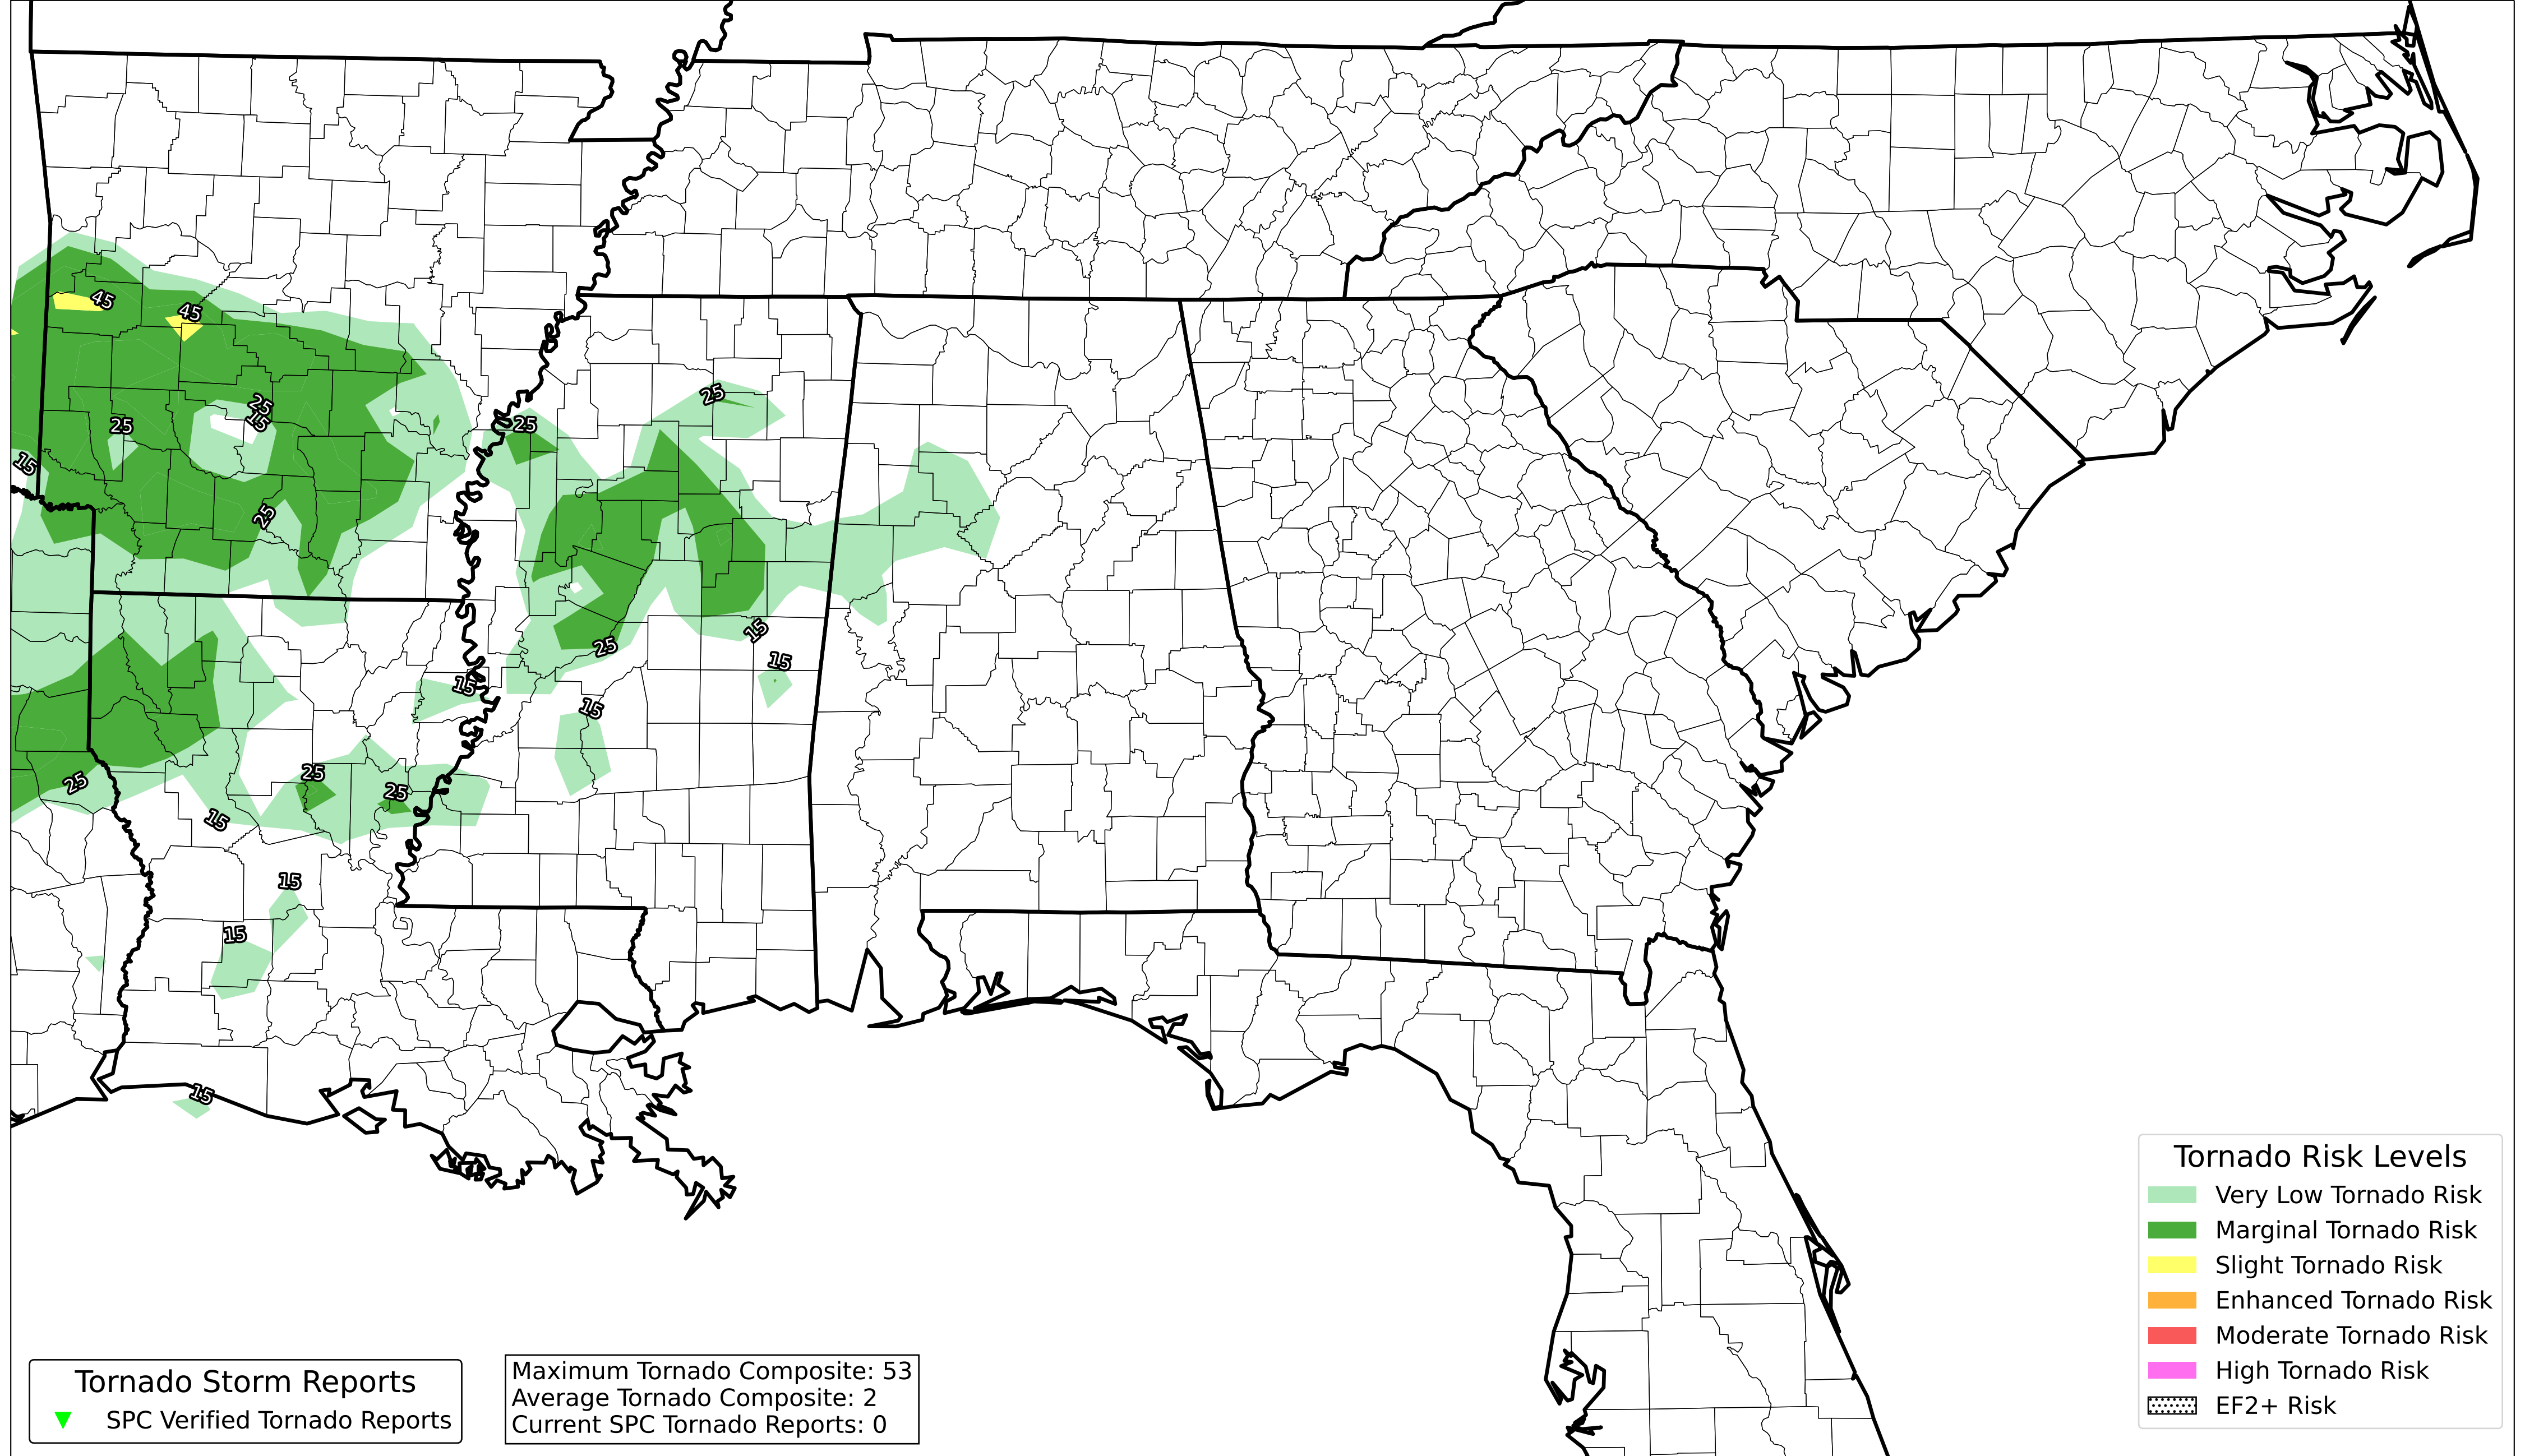 45
45
25
25
15
25
25
15
25
15
25
15
15
15
25
25
25
15
15
15
15
Tornado Risk Levels
Very Low Tornado Risk
Marginal Tornado Risk
Slight Tornado Risk
Enhanced Tornado Risk
Moderate Tornado Risk
High Tornado Risk
EF2+ Risk
Tornado Storm Reports
SPC Verified Tornado Reports
Maximum Tornado Composite: 53
Average Tornado Composite: 2
Current SPC Tornado Reports: 0